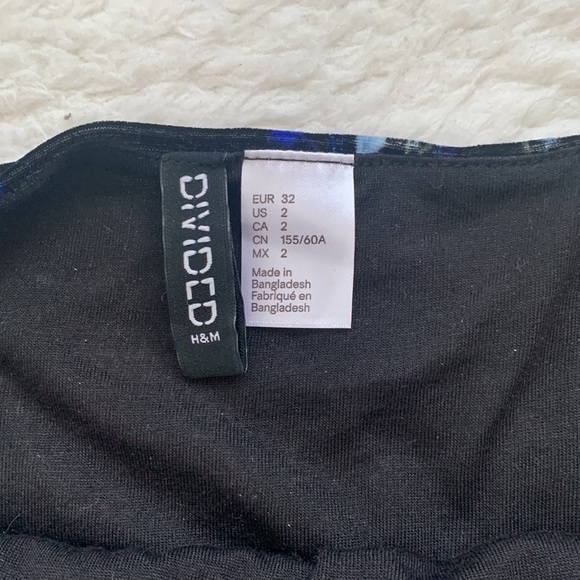 DIVIDED
H&M
EUR 32
US 2
CA 2
CN 155/60A
MX 2
Made in
Bangladesh
Fabriqué en
Bangladesh